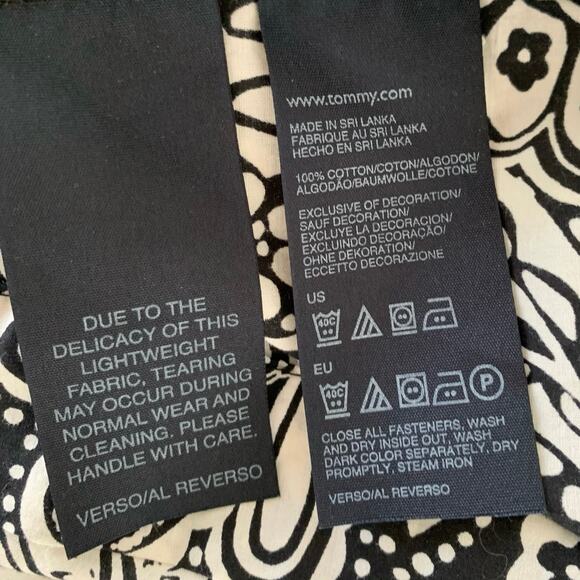 DUE TO THE
DELICACY OF THIS
LIGHTWEIGHT
FABRIC, TEARING
MAY OCCUR DURING
NORMAL WEAR AND
CLEANING. PLEASE
HANDLE WITH CARE.
VERSO/AL REVERSO
www.tommy.com
MADE IN SRI LANKA
FABRIQUE AU SRI LANKA
HECHO EN SRI LANKA
100% COTTON/COTON/ALGODON/
ALGODÃO/BAUMWOLLE/COTONE
EXCLUSIVE OF DECORATION/
SAUF DECORATION/
EXCLUYE LA DECORACION/
EXCLUINDO DECORAÇÃO/
OHNE DEKORATION/
ECCETTO DECORAZIONE
US
40C
EU
40C P
CLOSE ALL FASTENERS, WASH
AND DRY INSIDE OUT, WASH
DARK COLOR SEPARATELY, DRY
PROMPTLY, STEAM IRON
VERSO/AL REVERSO